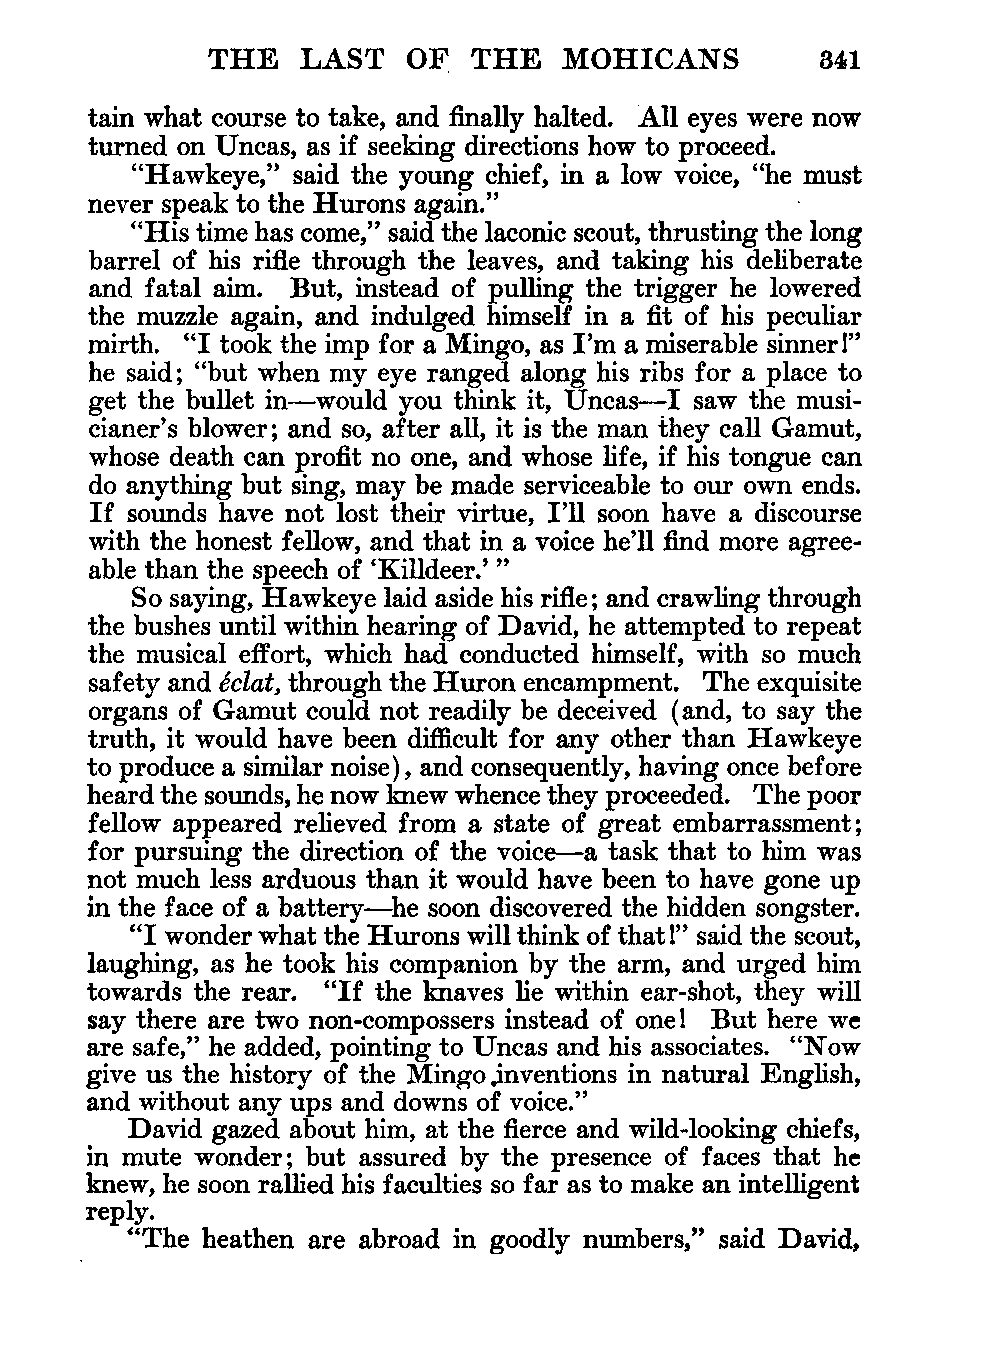 THE LAST OF THE MOHICANS 341
tain what course to take, and finally halted. All eyes were now
turned on Uncas, as if seeking directions how to proceed.
“Hawkeye,” said the young chief, in a low voice, “he must
never speak to the Hurons again.”
“His time has come,” said the laconic scout, thrusting the long
barrel of his rifle through the leaves, and taking his deliberate
and fatal aim. But, instead of pulling the trigger he lowered
the muzzle again, and indulged himself in a fit of his peculiar
mirth. “I took the imp for a Mingo, as I’m a miserable sinner!”
he said; “but when my eye ranged along his ribs for a place to
get the bullet in—would you think it, Uncas—I saw the musi-
cianer’s blower; and so, after all, it is the man they call Gamut,
whose death can profit no one, and whose life, if his tongue can
do anything but sing, may be made serviceable to our own ends.
If sounds have not lost their virtue, I’ll soon have a discourse
with the honest fellow, and that in a voice he’ll find more agree-
able than the speech of ‘Killdeer.’ ”
So saying, Hawkeye laid aside his rifle; and crawling through
the bushes until within hearing of David, he attempted to repeat
the musical effort, which had conducted himself, with so much
safety and éclat, through the Huron encampment. The exquisite
organs of Gamut could not readily be deceived (and, to say the
truth, it would have been difficult for any other than Hawkeye
to produce a similar noise), and consequently, having once before
heard the sounds, he now knew whence they proceeded. The poor
fellow appeared relieved from a state of great embarrassment;
for pursuing the direction of the voice—a task that to him was
not much less arduous than it would have been to have gone up
in the face of a battery—he soon discovered the hidden songster.
“I wonder what the Hurons will think of that!” said the scout,
laughing, as he took his companion by the arm, and urged him
towards the rear. “If the knaves lie within ear-shot, they will
say there are two non-compossers instead of one! But here we
are safe,” he added, pointing to Uncas and his associates. “Now
give us the history of the Mingo inventions in natural English,
and without any ups and downs of voice.”
David gazed about him, at the fierce and wild-looking chiefs,
in mute wonder; but assured by the presence of faces that he
knew, he soon rallied his faculties so far as to make an intelligent
reply.
“The heathen are abroad in goodly numbers,” said David,